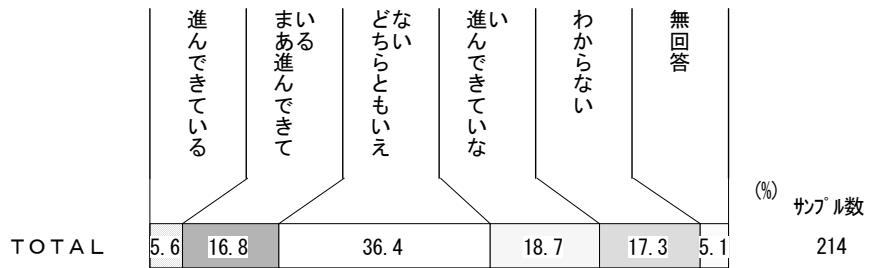 進んできている
まあ進んできて
いる
どちらともいえ
ない
進んできていな
い
わからない
無回答
(%)
ｻﾝﾌﾟﾙ数
ＴＯＴＡＬ 5.6 16.8 36.4 18.7 17.3 5.1 214